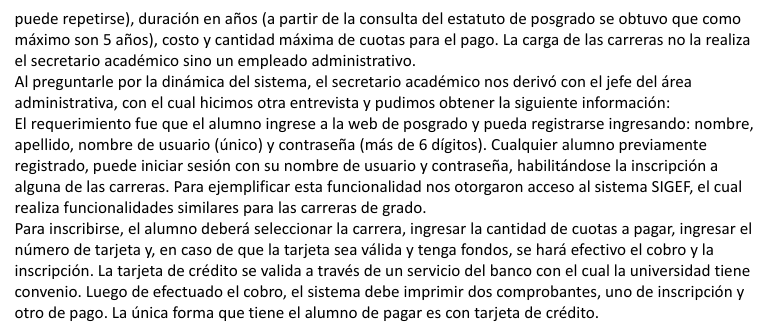 puede repetirse), duración en años (a partir de la consulta del estatuto de posgrado se obtuvo que como
máximo son 5 años), costo y cantidad máxima de cuotas para el pago. La carga de las carreras no la realiza
el secretario académico sino un empleado administrativo.
Al preguntarle por la dinámica del sistema, el secretario académico nos derivó con el jefe del área
administrativa, con el cual hicimos otra entrevista y pudimos obtener la siguiente información:
El requerimiento fue que el alumno ingrese a la web de posgrado y pueda registrarse ingresando: nombre,
apellido, nombre de usuario (único) y contraseña (más de 6 dígitos). Cualquier alumno previamente
registrado, puede iniciar sesión con su nombre de usuario y contraseña, habilitándose la inscripción a
alguna de las carreras. Para ejemplificar esta funcionalidad nos otorgaron acceso al sistema SIGEF, el cual
realiza funcionalidades similares para las carreras de grado.
Para inscribirse, el alumno deberá seleccionar la carrera, ingresar la cantidad de cuotas a pagar, ingresar el
número de tarjeta y, en caso de que la tarjeta sea válida y tenga fondos, se hará efectivo el cobro y la
inscripción. La tarjeta de crédito se valida a través de un servicio del banco con el cual la universidad tiene
convenio. Luego de efectuado el cobro, el sistema debe imprimir dos comprobantes, uno de inscripción y
otro de pago. La única forma que tiene el alumno de pagar es con tarjeta de crédito.